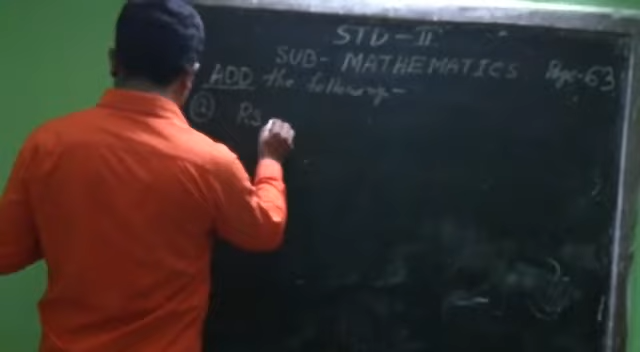 STD-II
SUB- MATHEMATICS Page-63
ADD the following-
ⓐ Rs.